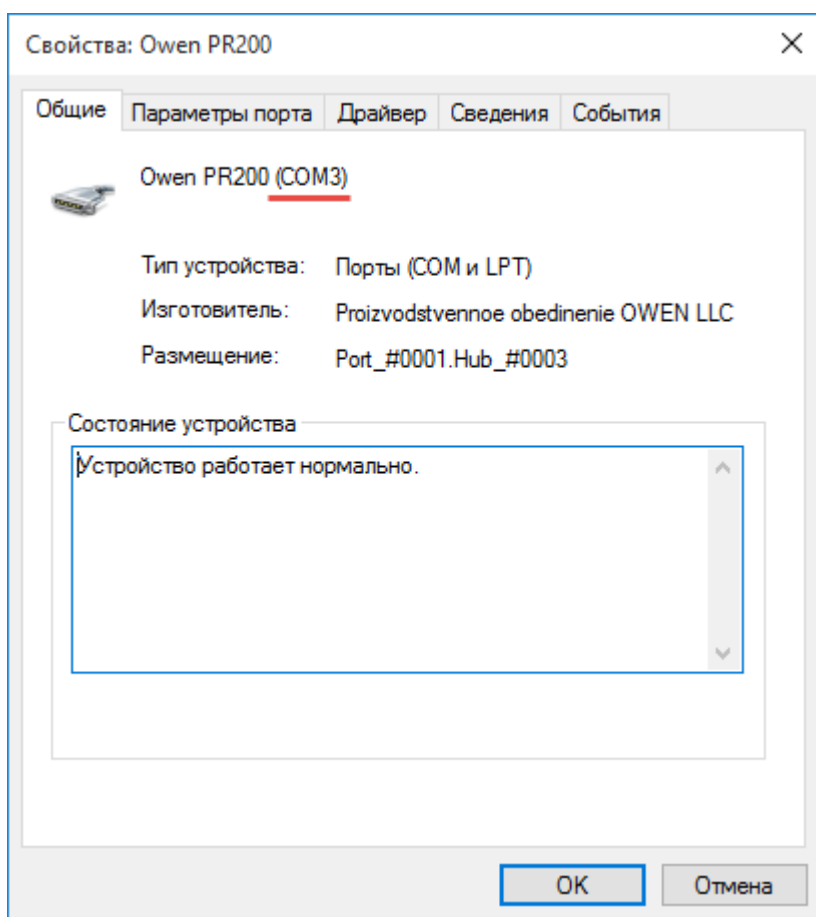 Свойства: Owen PR200
Общие Параметры порта Драйвер Сведения События
Owen PR200 (COM3)
Тип устройства: Порты (COM и LPT)
Изготовитель: Proizvodstvennoe obedinenie OWEN LLC
Размещение: Port_#0001.Hub_#0003
Состояние устройства
Устройство работает нормально.
OK Отмена